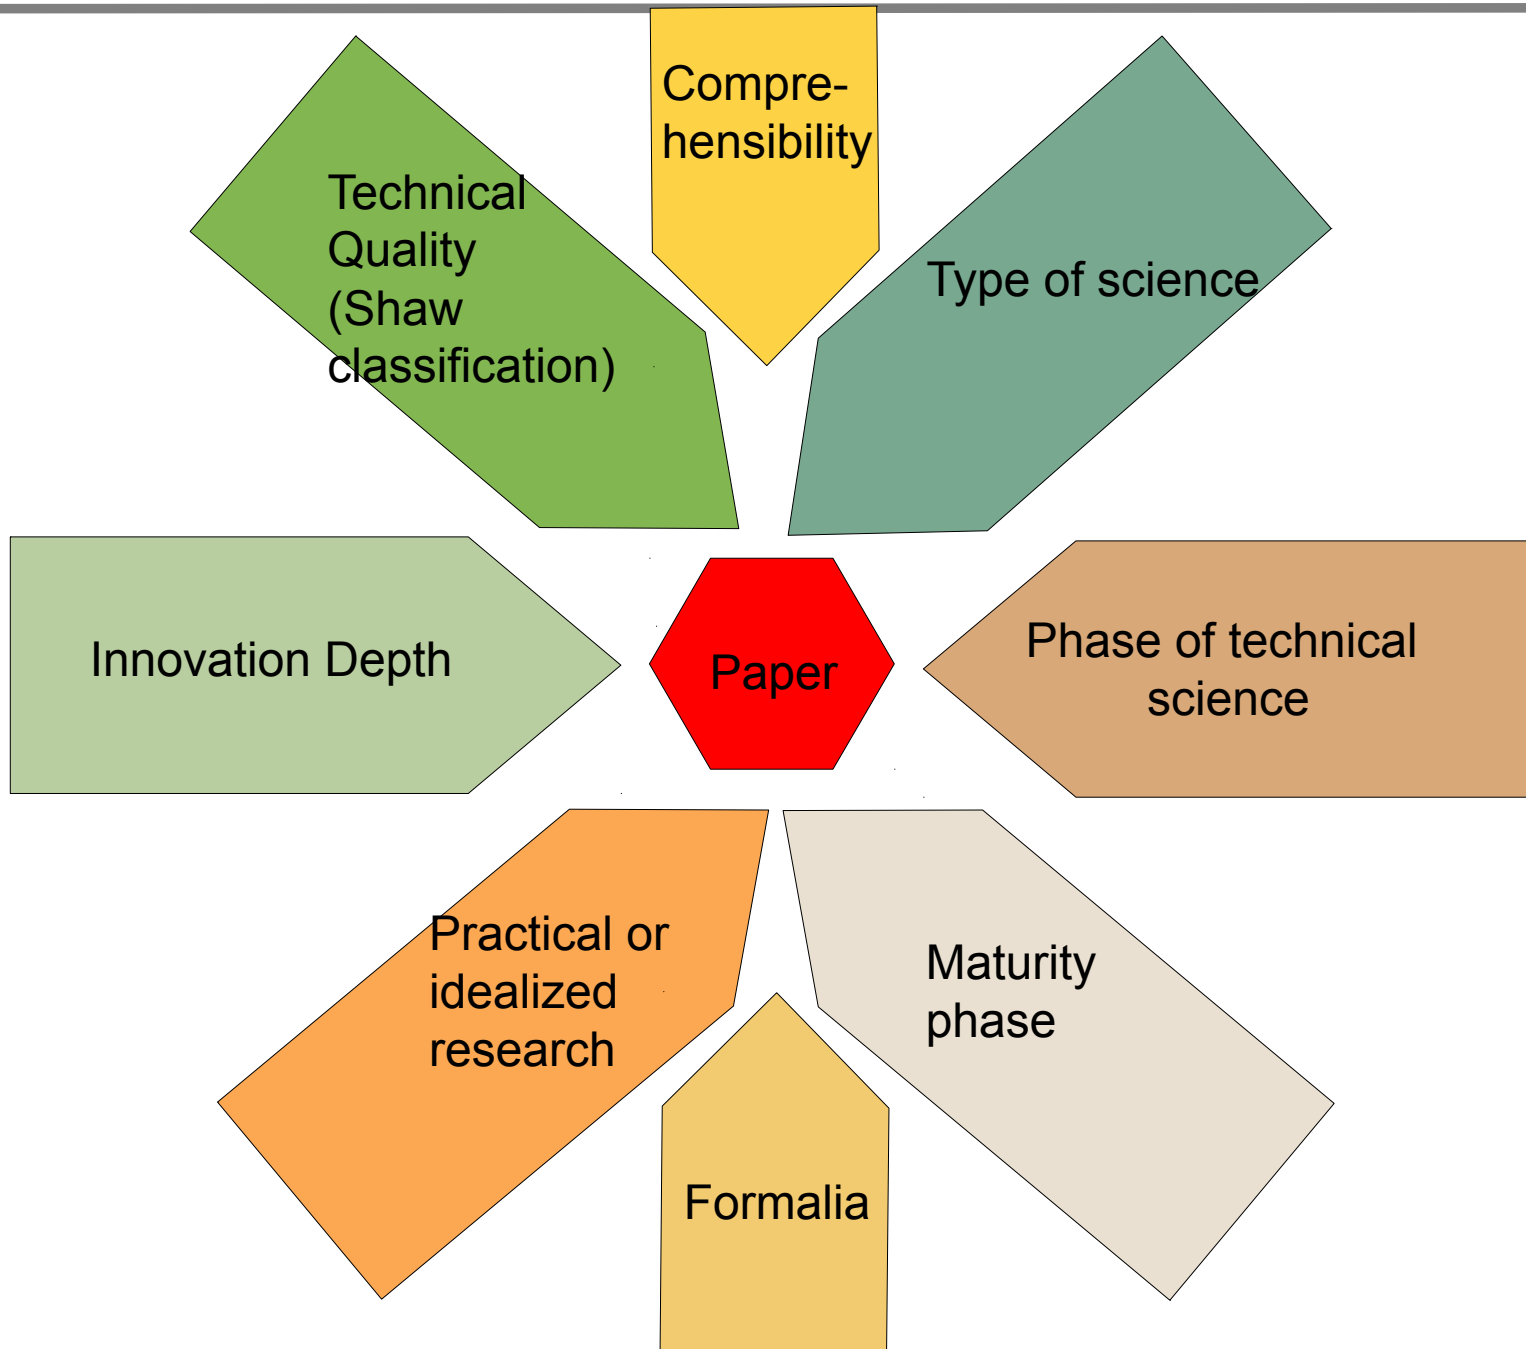 Compre-
hensibility
Technical
Quality
(Shaw
classification)
Type of science
Innovation Depth
Paper
Phase of technical
science
Practical or
idealized
research
Maturity
phase
Formalia